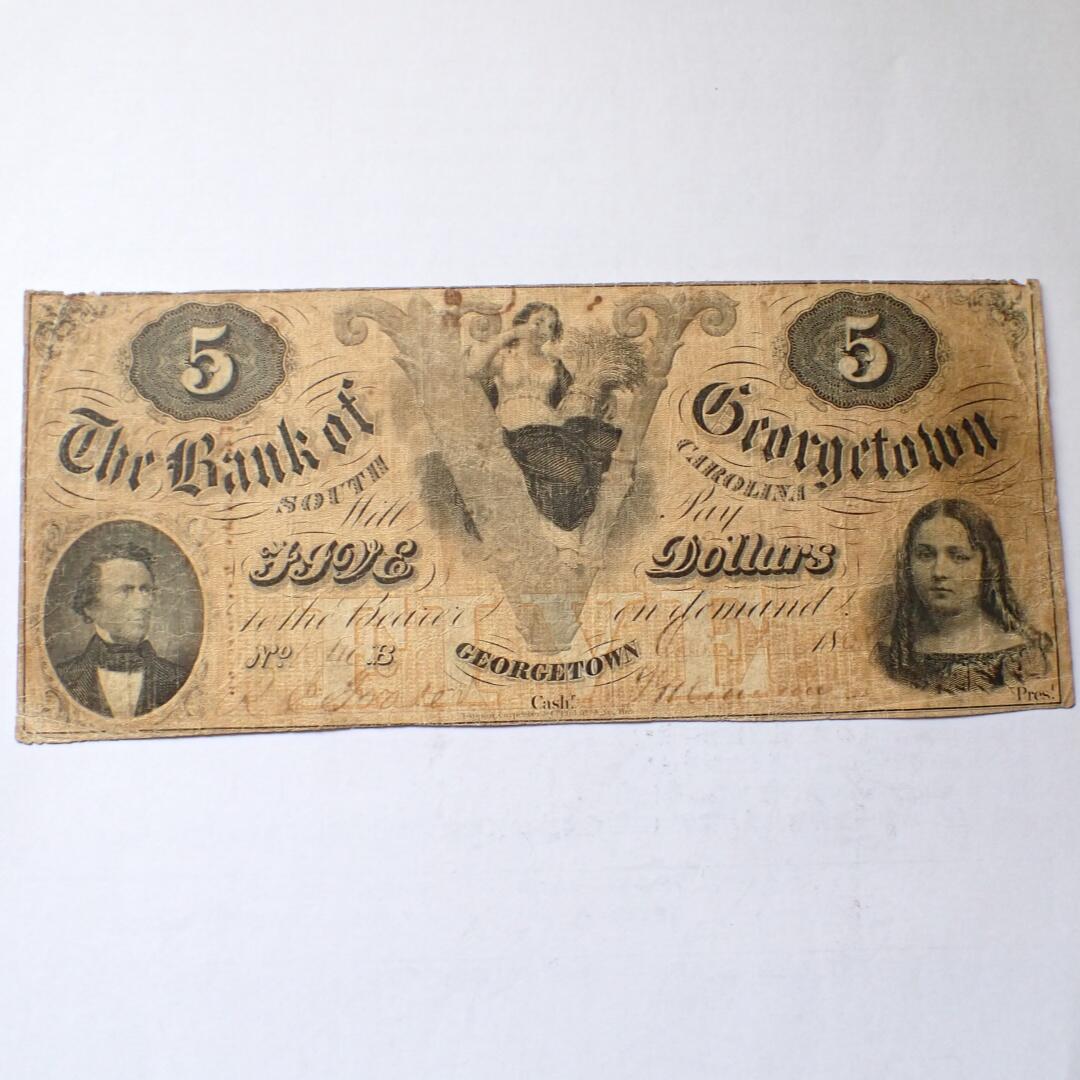 5 5
The Bank of Georgetown
SOUTH CAROLINA
Will Pay
FIVE Dollars
to the Bearer on demand
No B GEORGETOWN 18
Cash.r Pres.t